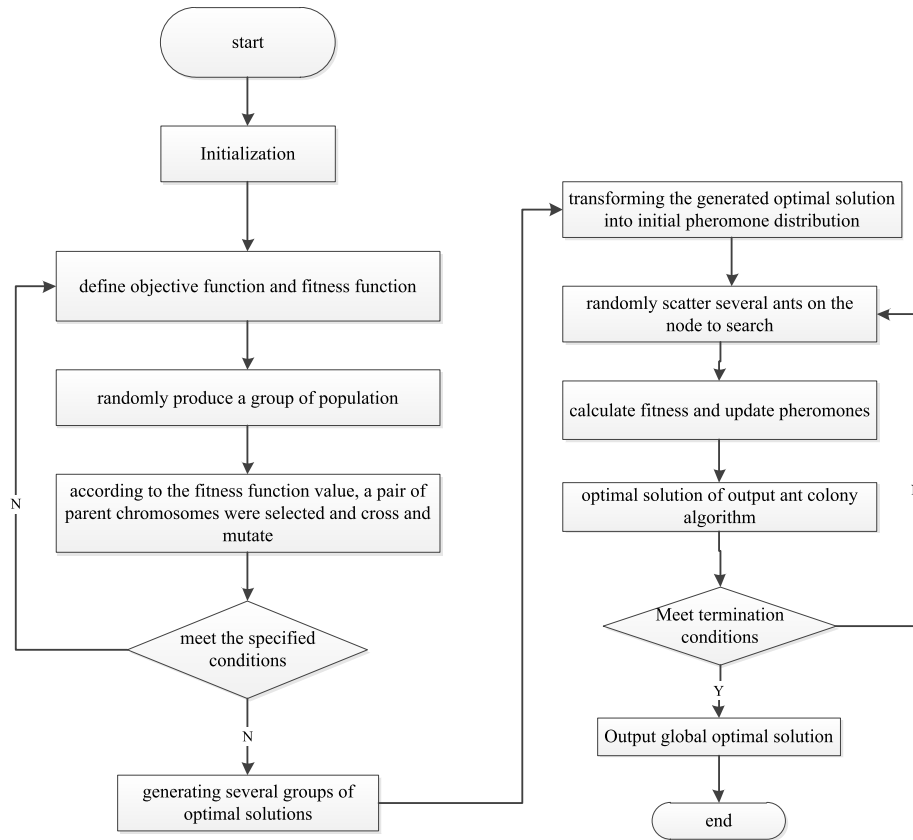 start
Initialization
define objective function and fitness function
randomly produce a group of population
according to the fitness function value, a pair of
parent chromosomes were selected and cross and
mutate
N
meet the specified
conditions
N
generating several groups of
optimal solutions
transforming the generated optimal solution
into initial pheromone distribution
randomly scatter several ants on the
node to search
calculate fitness and update pheromones
optimal solution of output ant colony
algorithm
Meet termination
conditions
Y
Output global optimal solution
end